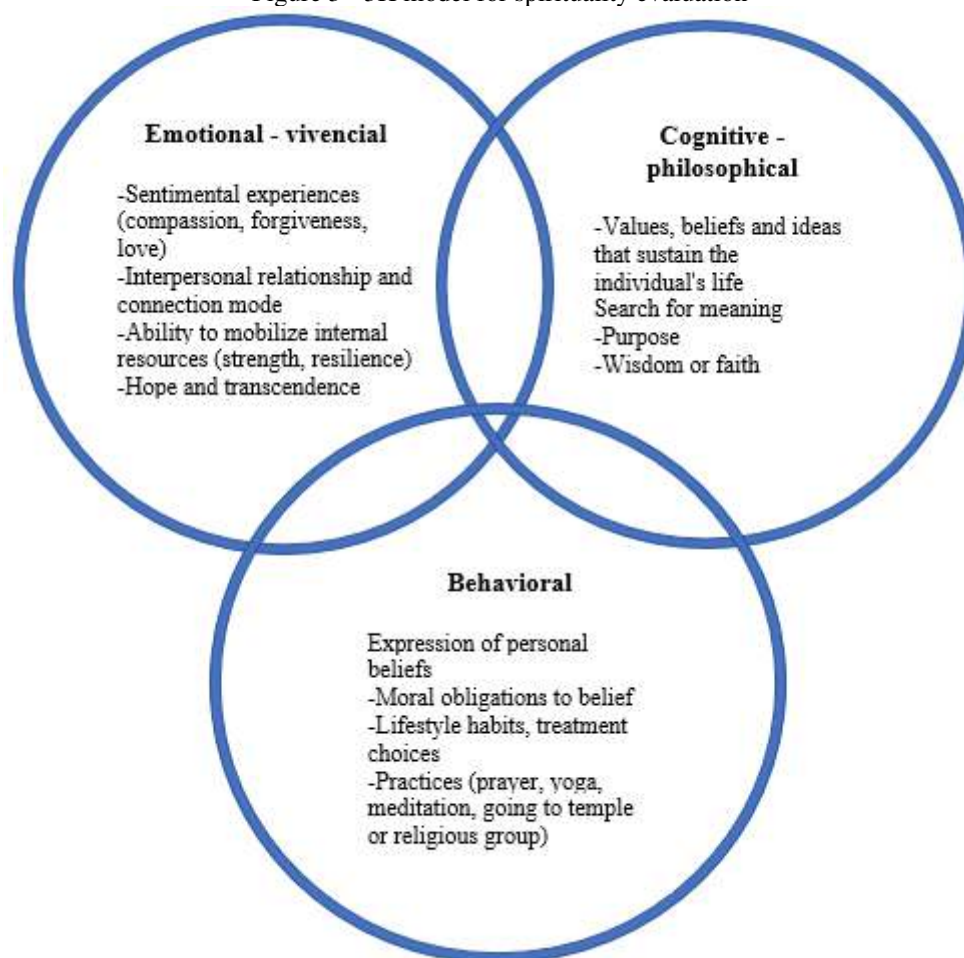 Emotional - vivencial
-Sentimental experiences
(compassion, forgiveness,
love)
-Interpersonal relationship and
connection mode
-Ability to mobilize internal
resources (strength, resilience)
-Hope and transcendence
Cognitive -
philosophical
-Values, beliefs and ideas
that sustain the
individual's life
Search for meaning
-Purpose
-Wisdom or faith
Behavioral
Expression of personal
beliefs
-Moral obligations to belief
-Lifestyle habits, treatment
choices
-Practices (prayer, yoga,
meditation, going to temple
or religious group)